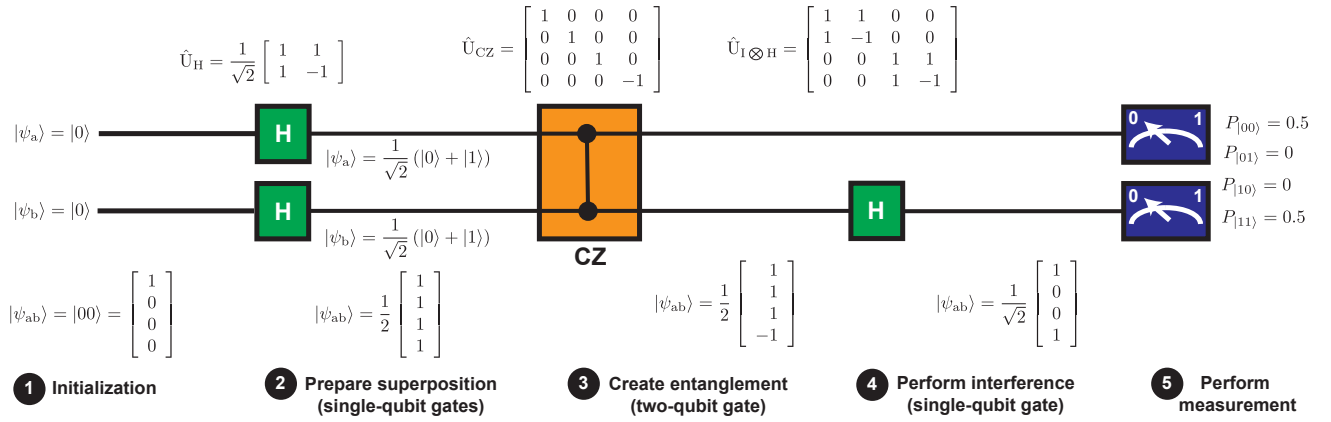 Û_H = 1/√2 [ 1 1 ; 1 −1 ]
Û_CZ = [ 1 0 0 0 ; 0 1 0 0 ; 0 0 1 0 ; 0 0 0 −1 ]
Û_I⊗H = [ 1 1 0 0 ; 1 −1 0 0 ; 0 0 1 1 ; 0 0 1 −1 ]
|ψ_a⟩ = |0⟩
H
|ψ_a⟩ = 1/√2 (|0⟩ + |1⟩)
0 1
P_|00⟩ = 0.5
P_|01⟩ = 0
|ψ_b⟩ = |0⟩
H
|ψ_b⟩ = 1/√2 (|0⟩ + |1⟩)
CZ
H
0 1
P_|10⟩ = 0
P_|11⟩ = 0.5
|ψ_ab⟩ = |00⟩ = [ 1 ; 0 ; 0 ; 0 ]
|ψ_ab⟩ = 1/2 [ 1 ; 1 ; 1 ; 1 ]
|ψ_ab⟩ = 1/2 [ 1 ; 1 ; 1 ; −1 ]
|ψ_ab⟩ = 1/√2 [ 1 ; 0 ; 0 ; 1 ]
1 Initialization
2 Prepare superposition
(single-qubit gates)
3 Create entanglement
(two-qubit gate)
4 Perform interference
(single-qubit gate)
5 Perform
measurement